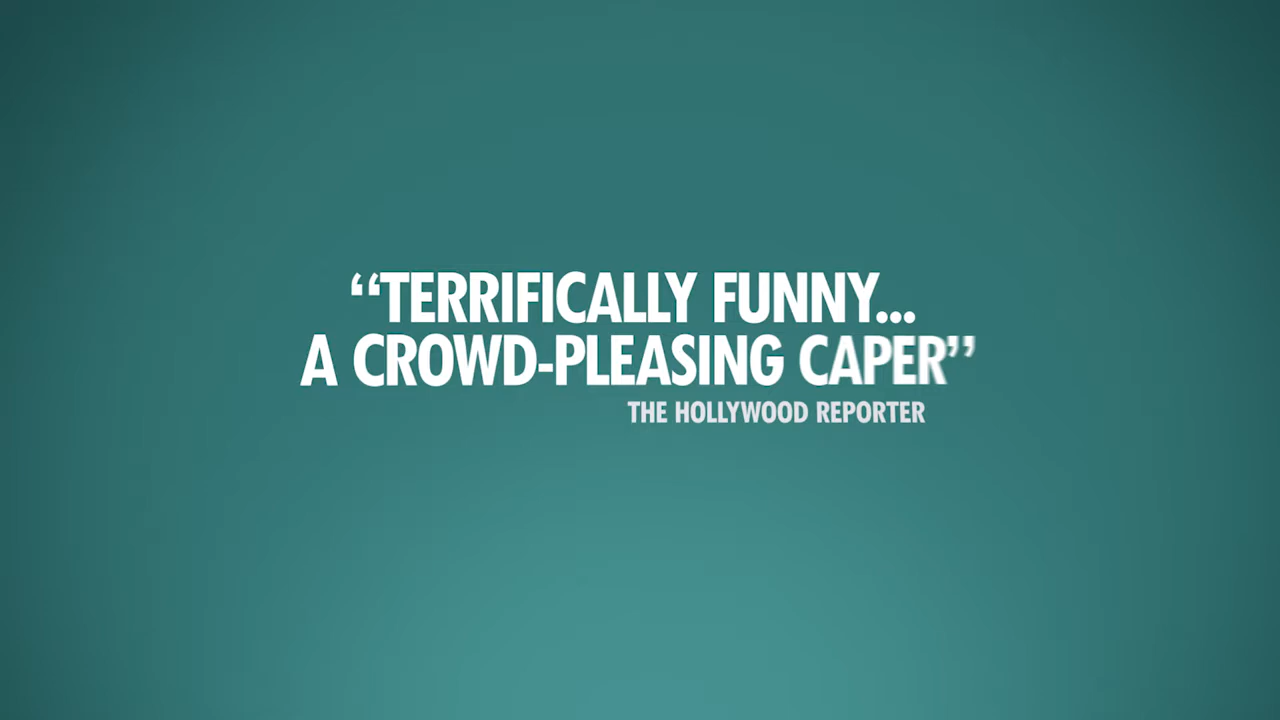 “TERRIFICALLY FUNNY...
A CROWD-PLEASING CAPER”
THE HOLLYWOOD REPORTER